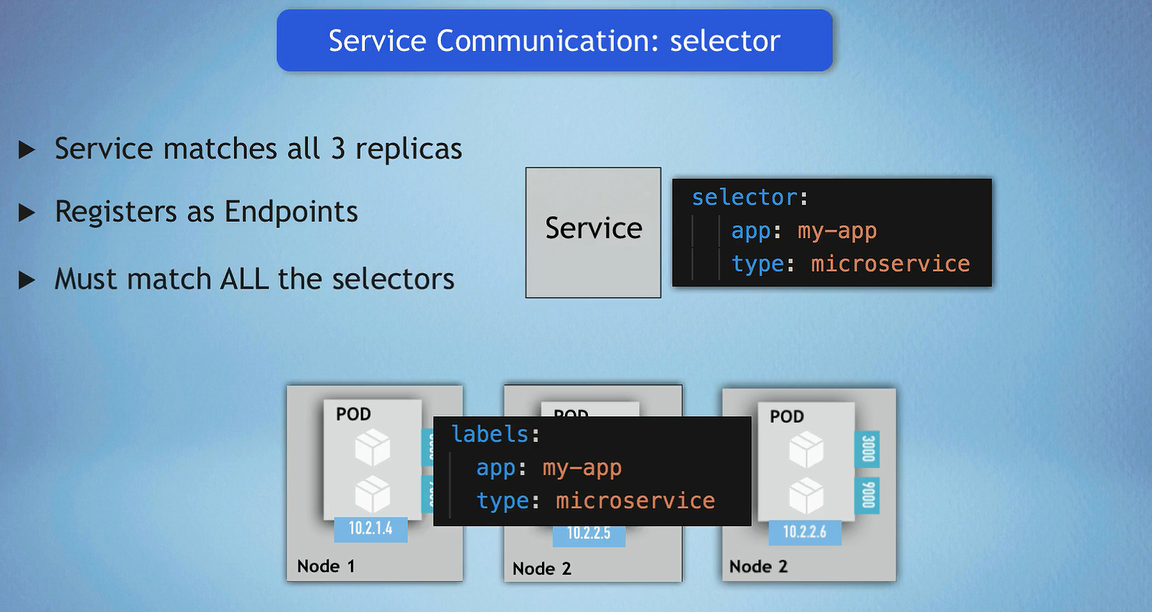 Service Communication: selector
Service matches all 3 replicas
Registers as Endpoints
Must match ALL the selectors
Service
selector:
app: my-app
type: microservice
POD
POD
POD
labels:
app: my-app
type: microservice
3000
9000
10.2.1.4
10.2.2.5
10.2.2.6
Node 1
Node 2
Node 2